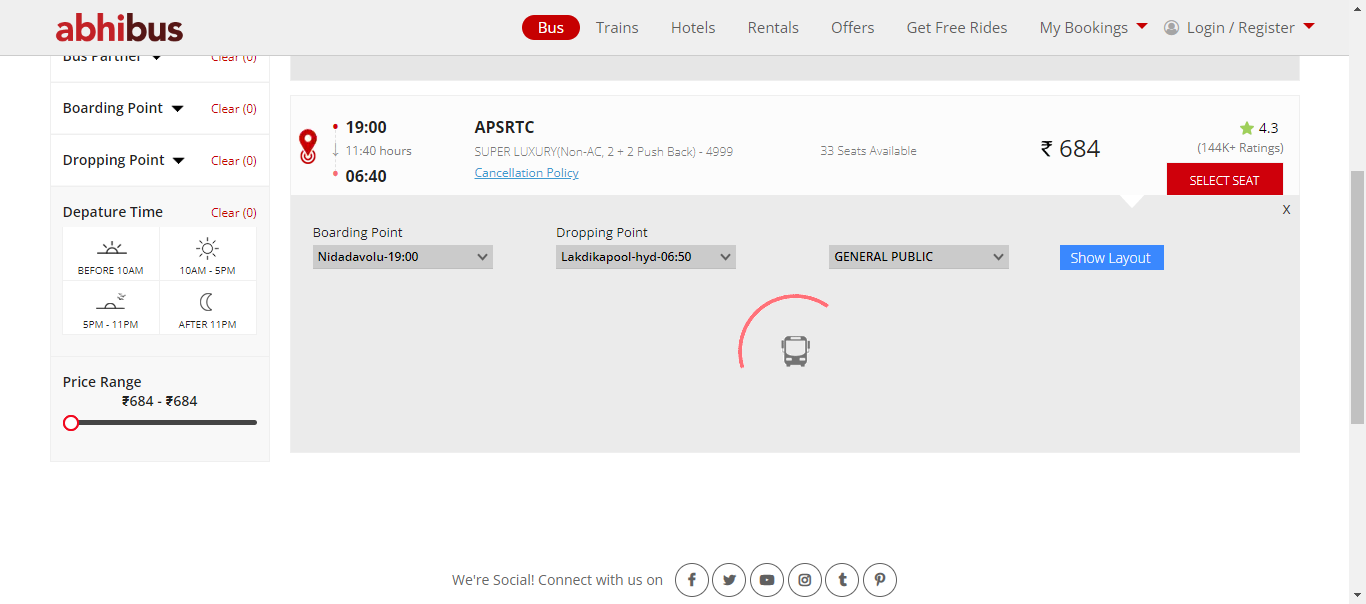 abhibus
Bus Trains Hotels Rentals Offers Get Free Rides My Bookings Login / Register
Bus Partner Clear (0)
Boarding Point Clear (0)
Dropping Point Clear (0)
Depature Time Clear (0)
BEFORE 10AM 10AM - 5PM
5PM - 11PM AFTER 11PM
Price Range
₹684 - ₹684
19:00
11:40 hours
06:40
APSRTC
SUPER LUXURY(Non-AC, 2 + 2 Push Back) - 4999
Cancellation Policy
33 Seats Available
₹ 684
4.3
(144K+ Ratings)
SELECT SEAT
X
Boarding Point Dropping Point
Nidadavolu-19:00 Lakdikapool-hyd-06:50 GENERAL PUBLIC Show Layout
We're Social! Connect with us on